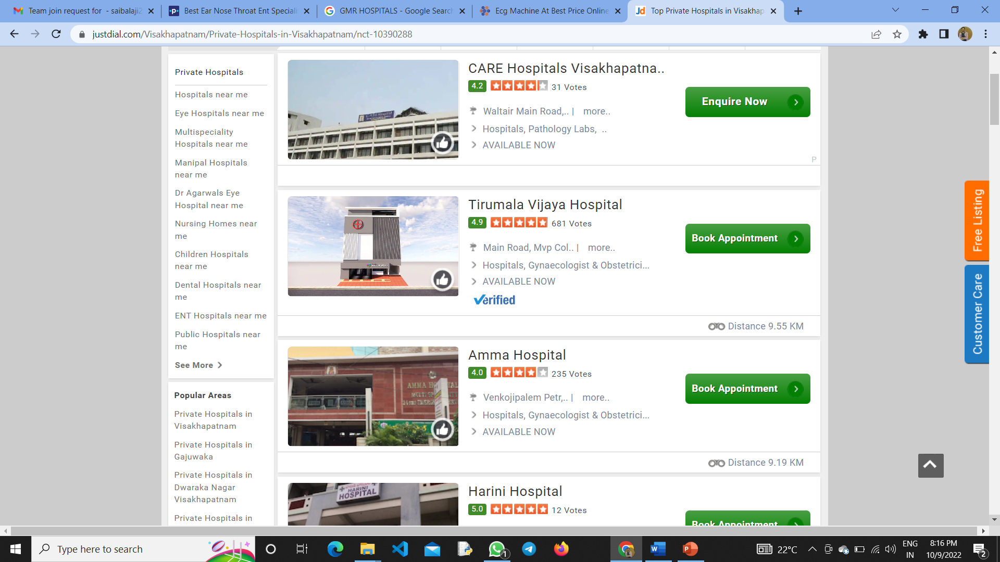 Team join request for - saibalaji2
Best Ear Nose Throat Ent Speciali
GMR HOSPITALS - Google Search
Ecg Machine At Best Price Online
Top Private Hospitals in Visakhap
justdial.com/Visakhapatnam/Private-Hospitals-in-Visakhapatnam/nct-10390288
Private Hospitals
Hospitals near me
Eye Hospitals near me
Multispeciality
Hospitals near me
Manipal Hospitals
near me
Dr Agarwals Eye
Hospital near me
Nursing Homes near
me
Children Hospitals
near me
Dental Hospitals near
me
ENT Hospitals near me
Public Hospitals near
me
See More
Popular Areas
Private Hospitals in
Visakhapatnam
Private Hospitals in
Gajuwaka
Private Hospitals in
Dwaraka Nagar
Visakhapatnam
Private Hospitals in
CARE Hospital
CARE Hospitals Visakhapatna..
4.2 31 Votes
Waltair Main Road,.. | more..
Hospitals, Pathology Labs, ..
AVAILABLE NOW
Enquire Now
P
Tirumala Vijaya Hospital
4.9 681 Votes
Main Road, Mvp Col.. | more..
Hospitals, Gynaecologist & Obstetrici...
AVAILABLE NOW
Verified
Book Appointment
Distance 9.55 KM
AMMA HOSPITAL
Amma Hospital
4.0 235 Votes
Venkojipalem Petr,.. | more..
Hospitals, Gynaecologist & Obstetrici...
AVAILABLE NOW
Book Appointment
Distance 9.19 KM
HARINI
HOSPITAL
Harini Hospital
5.0 12 Votes
Book Appointment
Free Listing
Customer Care
Type here to search
1
22°C
ENG
IN
8:16 PM
10/9/2022
2